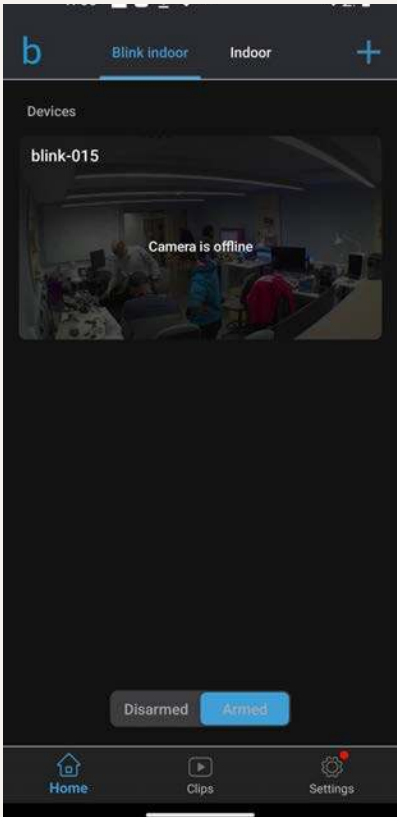 b
Blink indoor
Indoor
Devices
blink-015
Camera is offline
Disarmed
Armed
Home
Clips
Settings